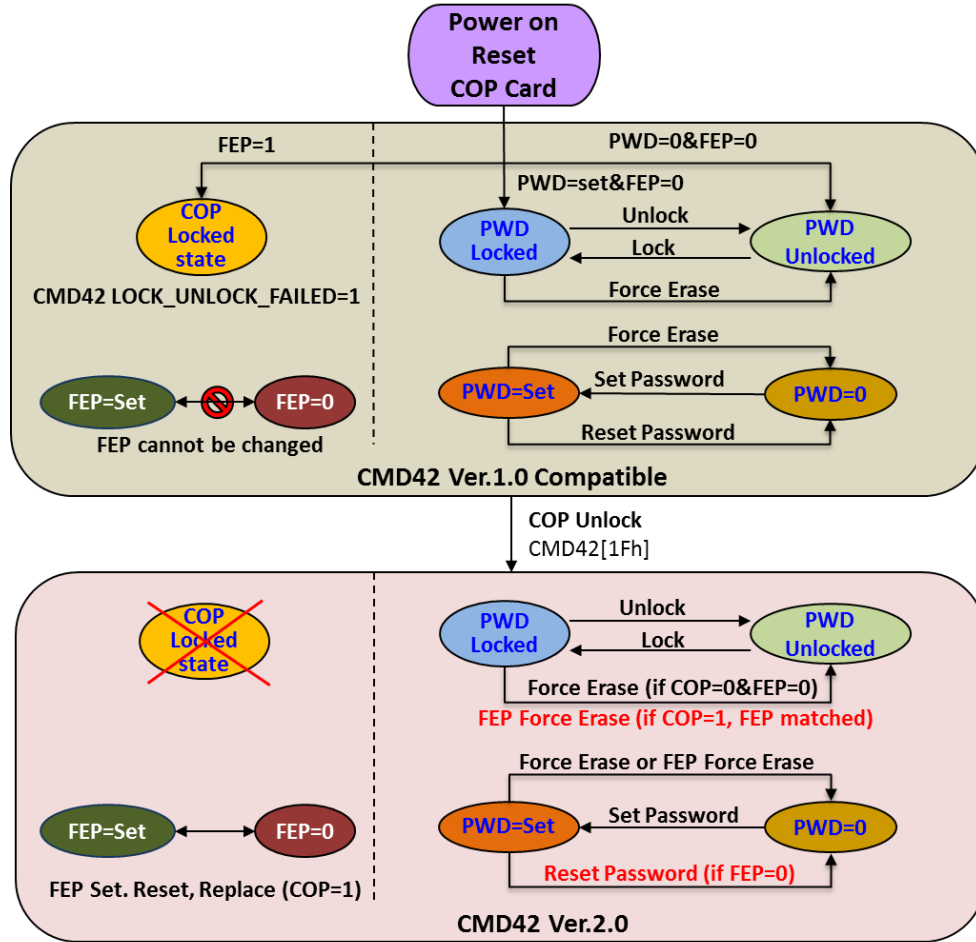 Power on
Reset
COP Card
FEP=1
PWD=0&FEP=0
PWD=set&FEP=0
COP
Locked
state
PWD
Locked
Unlock
Lock
PWD
Unlocked
Force Erase
CMD42 LOCK_UNLOCK_FAILED=1
Force Erase
FEP=Set
FEP=0
PWD=Set
Set Password
PWD=0
FEP cannot be changed
Reset Password
CMD42 Ver.1.0 Compatible
COP Unlock
CMD42[1Fh]
COP
Locked
state
PWD
Locked
Unlock
Lock
PWD
Unlocked
Force Erase (if COP=0&FEP=0)
FEP Force Erase (if COP=1, FEP matched)
Force Erase or FEP Force Erase
FEP=Set
FEP=0
PWD=Set
Set Password
PWD=0
Reset Password (if FEP=0)
FEP Set. Reset, Replace (COP=1)
CMD42 Ver.2.0